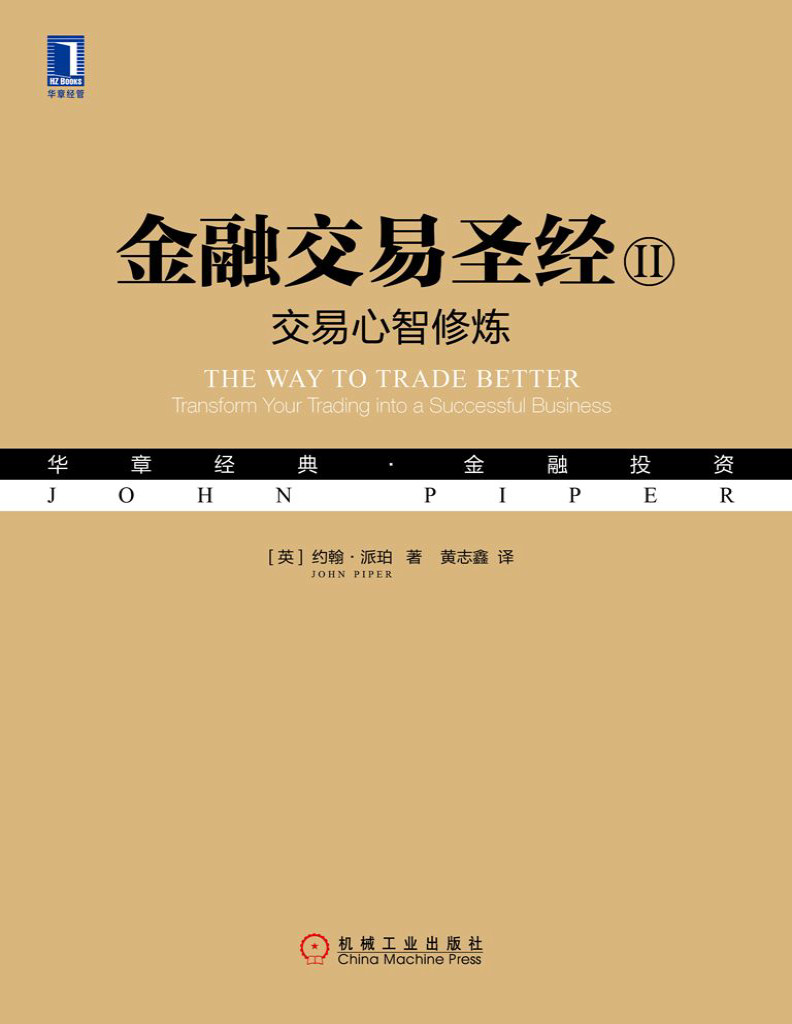 HZ BOOKS
华章经管
金融交易圣经Ⅱ
交易心智修炼
THE WAY TO TRADE BETTER
Transform Your Trading into a Successful Business
华章经典·金融投资
JOHN PIPER
[英] 约翰·派珀 著 黄志鑫 译
JOHN PIPER
机械工业出版社
China Machine Press